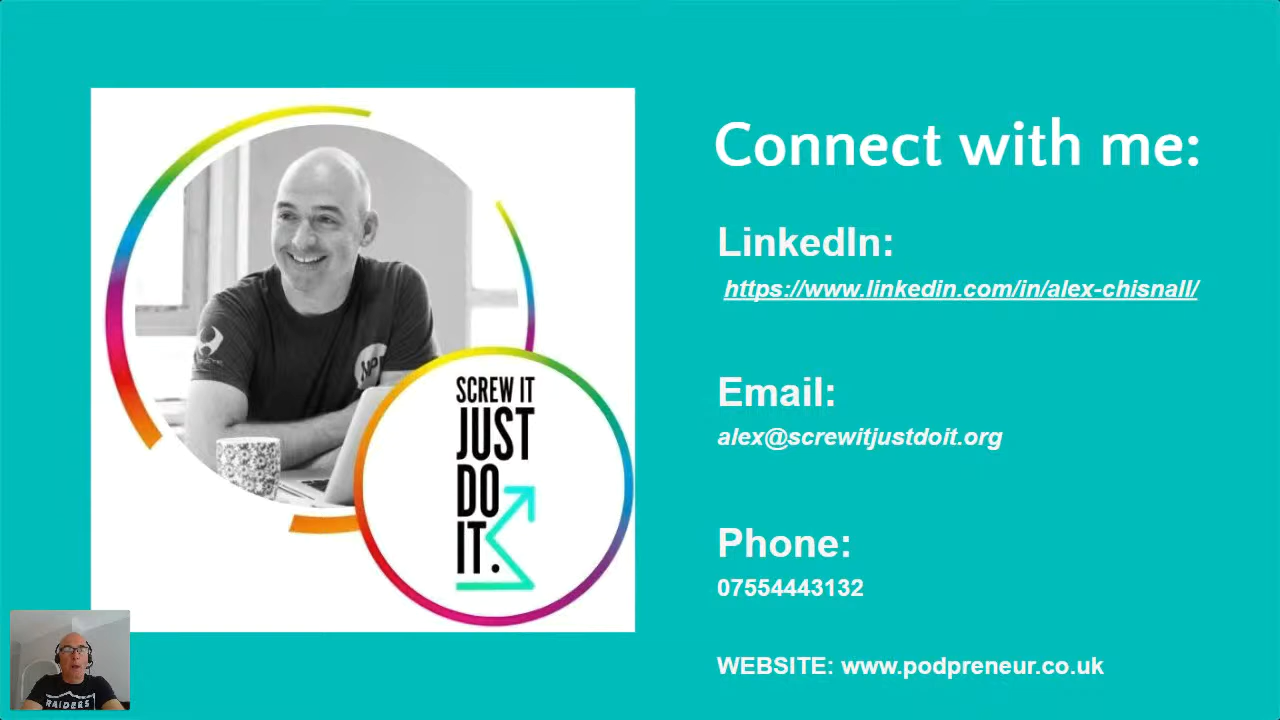 Connect with me:
LinkedIn:
https://www.linkedin.com/in/alex-chisnall/
Email:
alex@screwitjustdoit.org
Phone:
07554443132
WEBSITE: www.podpreneur.co.uk
SCREW IT
JUST
DO
IT.
RAIDERS